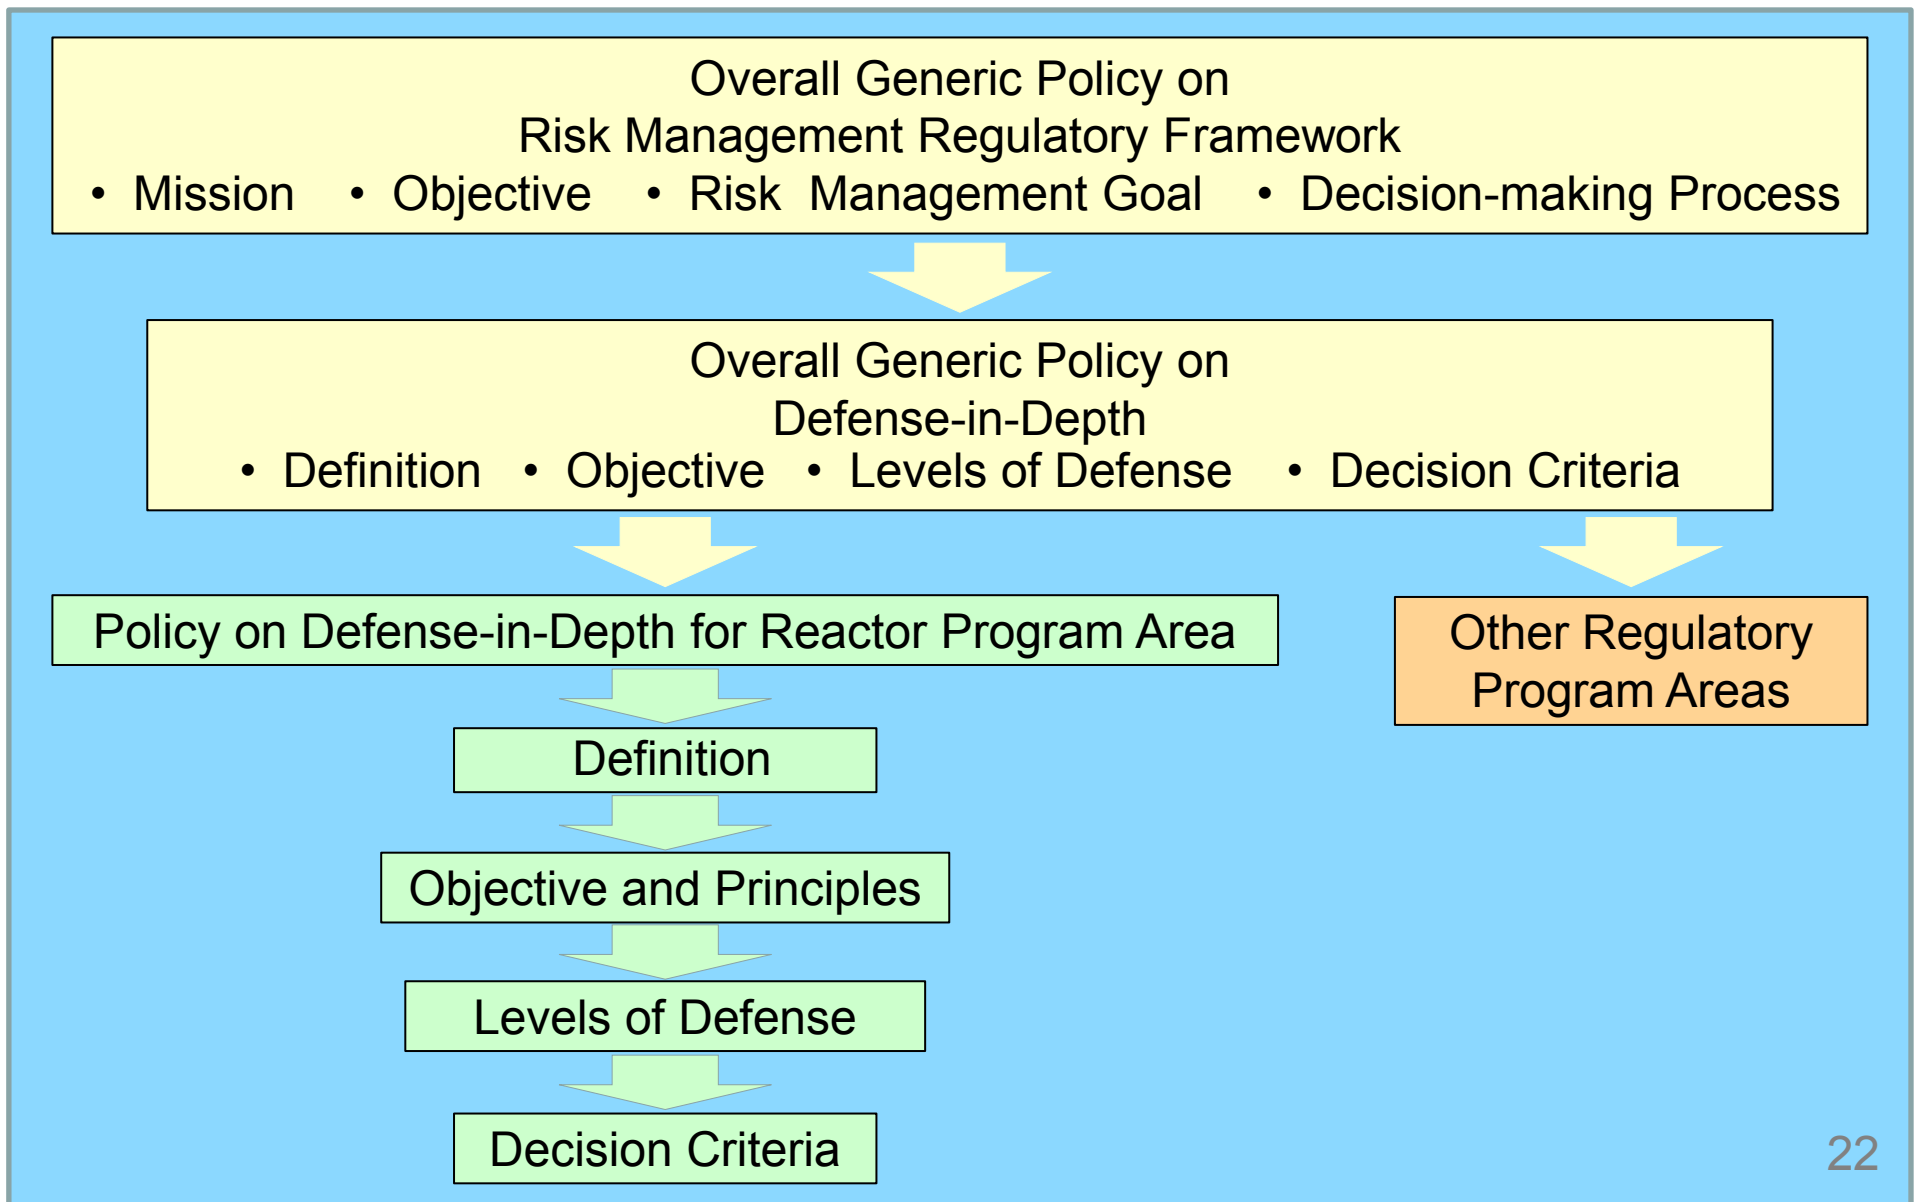 Overall Generic Policy on
Risk Management Regulatory Framework
• Mission • Objective • Risk Management Goal • Decision-making Process
Overall Generic Policy on
Defense-in-Depth
• Definition • Objective • Levels of Defense • Decision Criteria
Policy on Defense-in-Depth for Reactor Program Area
Other Regulatory
Program Areas
Definition
Objective and Principles
Levels of Defense
Decision Criteria
22